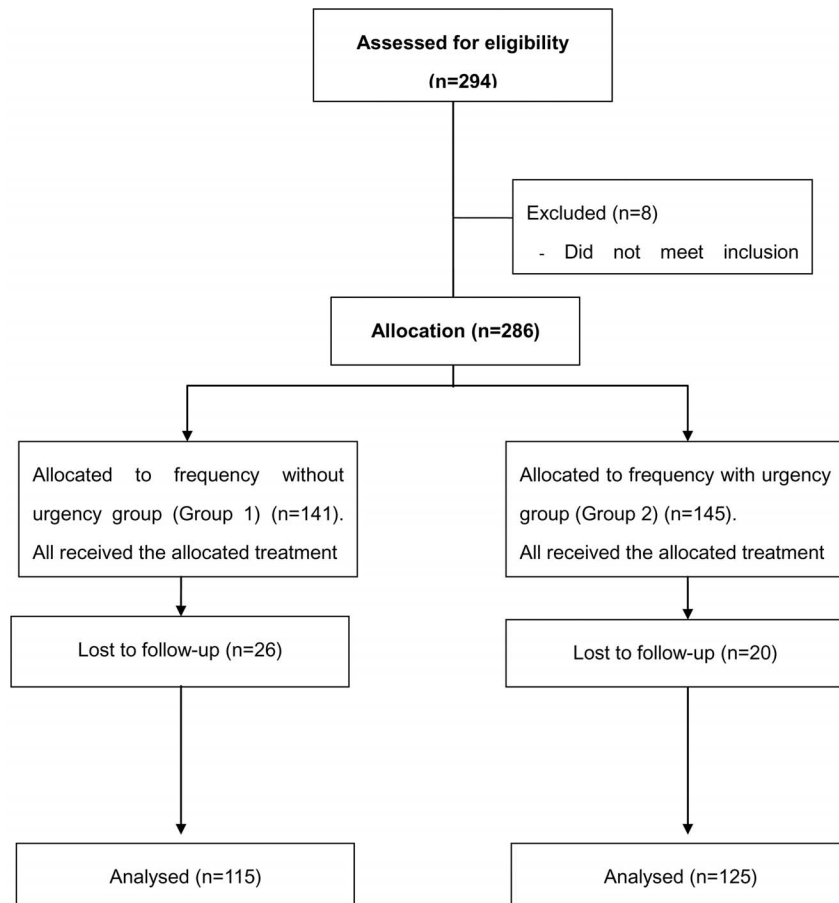 Assessed for eligibility
(n=294)
Excluded (n=8)
- Did not meet inclusion
Allocation (n=286)
Allocated to frequency without
urgency group (Group 1) (n=141).
All received the allocated treatment
Allocated to frequency with urgency
group (Group 2) (n=145).
All received the allocated treatment
Lost to follow-up (n=26)
Lost to follow-up (n=20)
Analysed (n=115)
Analysed (n=125)